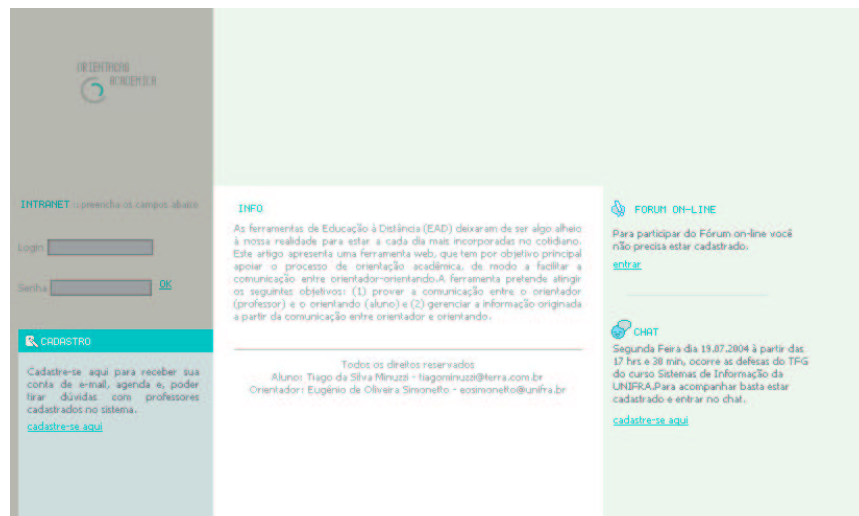 ORIENTACAO
ACADEMICA
INTRANET ::preencha os campos abaixo
Login
Senha OK
CADASTRO
Cadastre-se aqui para receber sua
conta de e-mail, agenda e, poder
tirar dúvidas com professores
cadastrados no sistema.
cadastre-se aqui
INFO
As ferramentas de Educação à Distância (EAD) deixaram de ser algo alheio
à nossa realidade para estar a cada dia mais incorporadas no cotidiano.
Este artigo apresenta uma ferramenta web, que tem por objetivo principal
apoiar o processo de orientação acadêmica, de modo a facilitar a
comunicação entre orientador-orientando.A ferramenta pretende atingir
os seguintes objetivos: (1) prover a comunicação entre o orientador
(professor) e o orientando (aluno) e (2) gerenciar a informação originada
a partir da comunicação entre orientador e orientando.
Todos os direitos reservados
Aluno: Tiago da Silva Minuzzi - tiagominuzzi@terra.com.br
Orientador: Eugênio de Oliveira Simonetto - eosimonetto@unifra.br
FORUM ON-LINE
Para participar do Fórum on-line você
não precisa estar cadastrado.
entrar
CHAT
Segunda Feira dia 19.07.2004 à partir das
17 hrs e 30 min, ocorre as defesas do TFG
do curso Sistemas de Informação da
UNIFRA.Para acompanhar basta estar
cadastrado e entrar no chat.
cadastre-se aqui